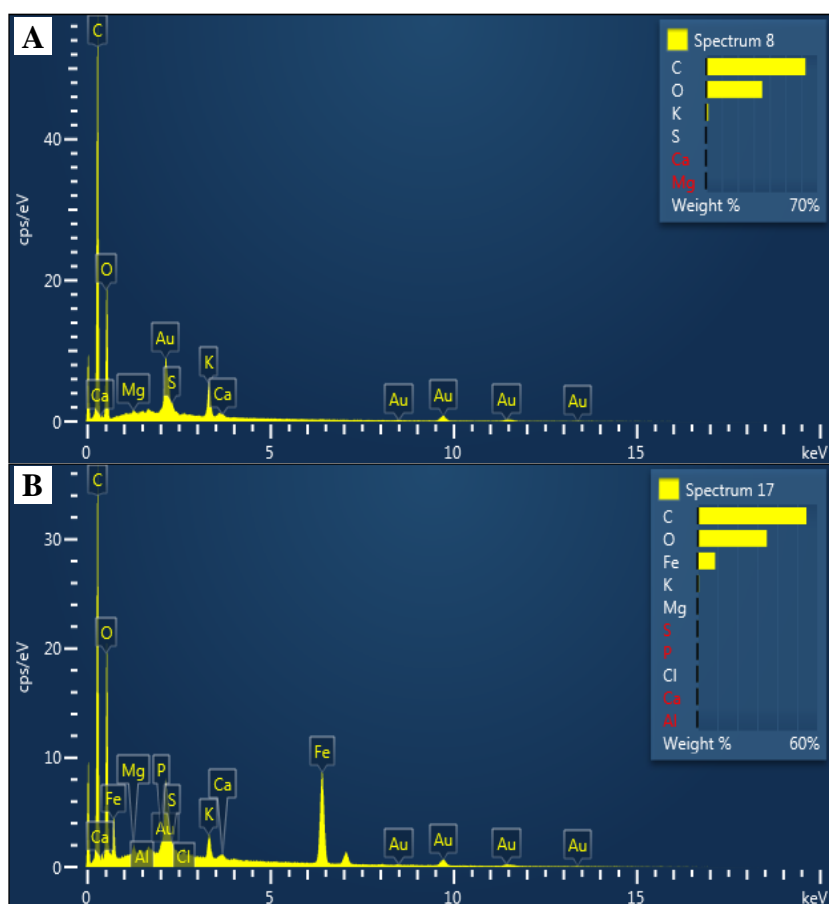 A
C
Spectrum 8
C
O
K
S
Ca
Mg
Weight % 70%
40
cps/eV
O
20
Au
S
K
Ca
Mg
Ca
Au
Au
Au
Au
0
0 5 10 15 keV
B
C
Spectrum 17
C
O
Fe
K
Mg
S
P
Cl
Ca
Al
Weight % 60%
30
cps/eV
O
20
Fe
Mg
P
Ca
10
Fe
S
K
Ca
Au
Al
Cl
Au
Au
Au
Au
0
0 5 10 15 keV